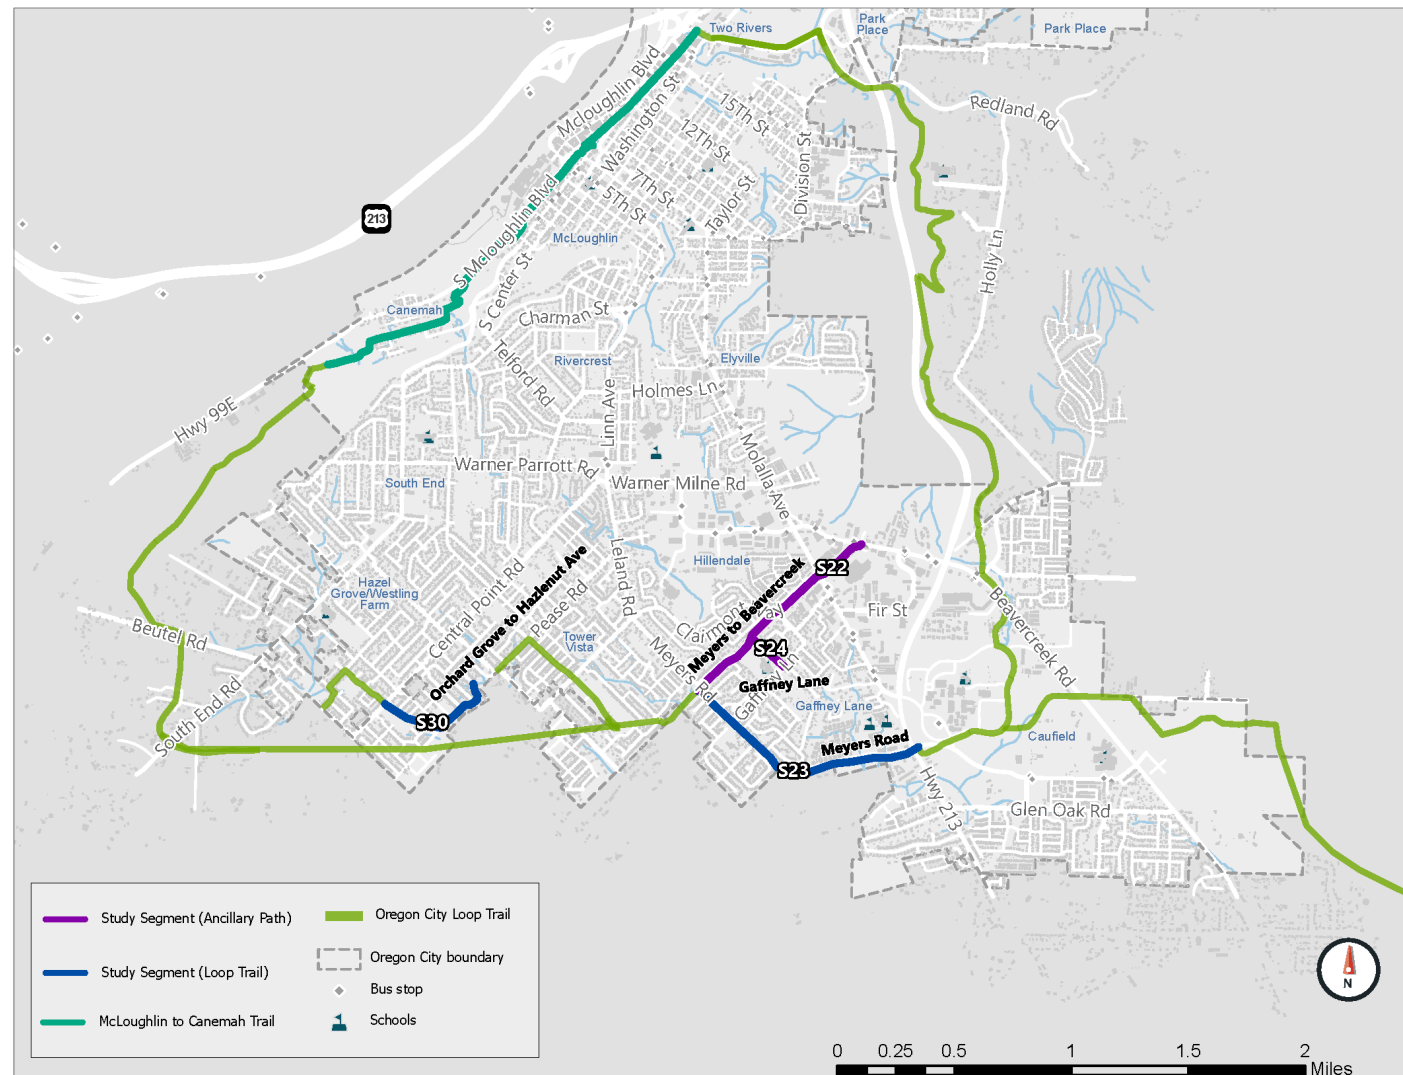 Two Rivers
Park
Place
Park Place
Mcloughlin Blvd
Washington St
15Th St
12Th St
7Th St
5Th St
Taylor St
Division St
Redland Rd
Holly Ln
213
S Mcloughlin Blvd
McLoughlin
S Center St
Canemah
Charman St
Telford Rd
Rivercrest
Elyville
Holmes Ln
Linn Ave
Hwy 99E
Molalla Ave
Warner Parrott Rd
Warner Milne Rd
South End
Leland Rd
Hillendale
S22
Hazel
Grove/Westling
Farm
Central Point Rd
Orchard Grove to Hazlenut Ave
Pease Rd
Clairmont Way
Meyers to Beavercreek
Fir St
Beavercreek Rd
Beutel Rd
Tower
Vista
Meyers Rd
S24
Gaffney Ln
Gaffney Lane
Gaffney Lane
South End Rd
S30
Meyers Road
S23
Caufield
Hwy 213
Glen Oak Rd
Study Segment (Ancillary Path)
Oregon City Loop Trail
Study Segment (Loop Trail)
Oregon City boundary
Bus stop
McLoughlin to Canemah Trail
Schools
N
0 0.25 0.5 1 1.5 2
Miles